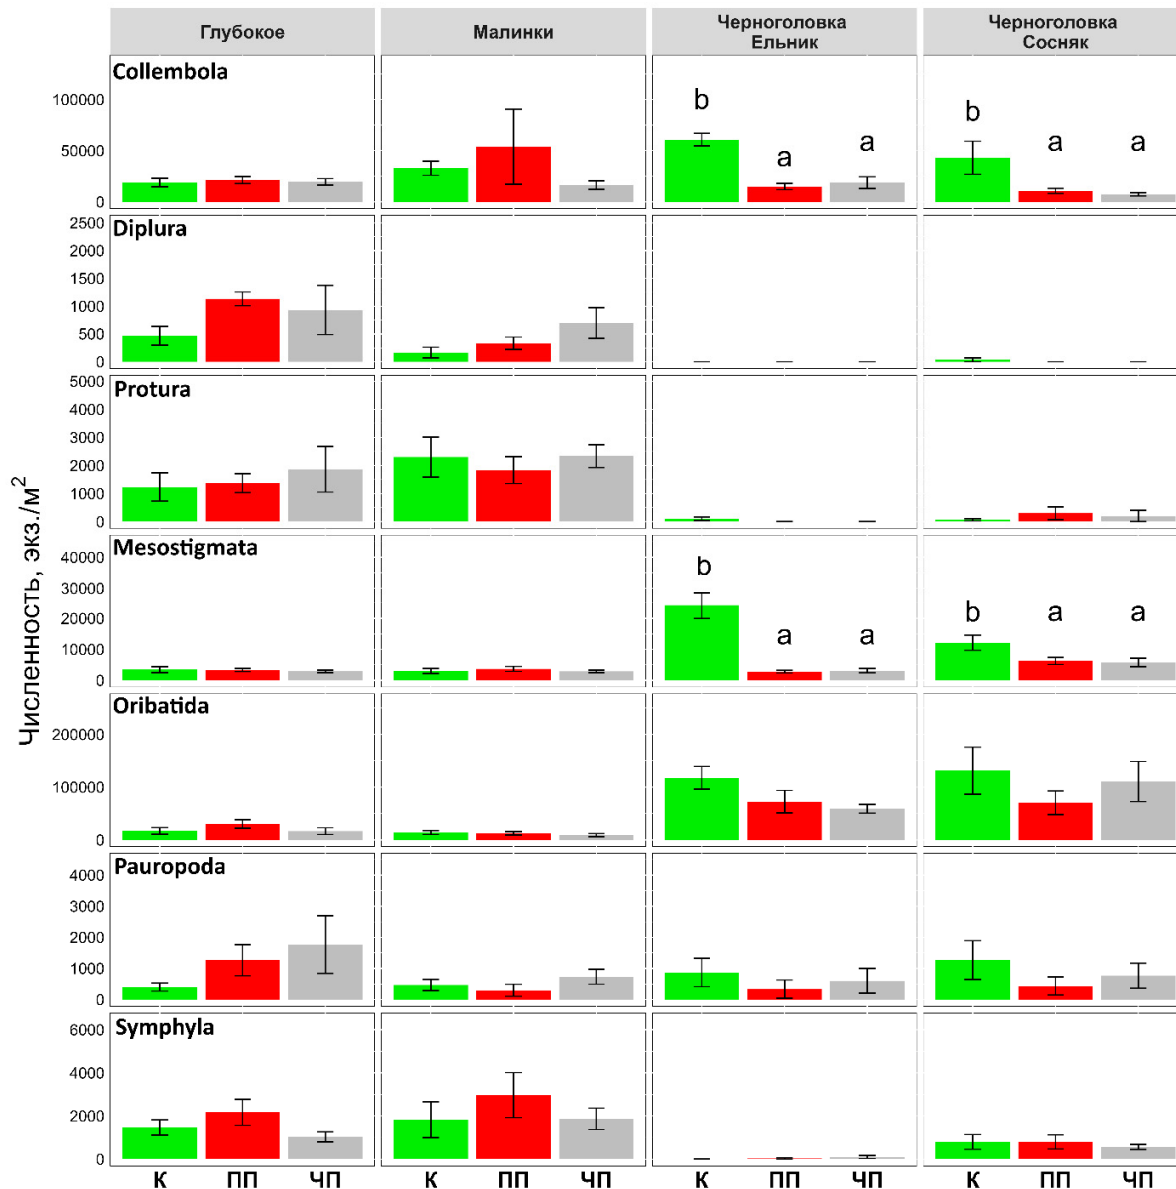 Глубокое
Малинки
Черноголовка
Ельник
Черноголовка
Сосняк
Численность, экз./м²
Collembola
100000
50000
0
b
a
a
b
a
a
Diplura
2500
2000
1500
1000
500
0
Protura
5000
4000
3000
2000
1000
0
Mesostigmata
40000
30000
20000
10000
0
b
a
a
b
a
a
Oribatida
200000
100000
0
Pauropoda
4000
3000
2000
1000
0
Symphyla
6000
4000
2000
0
К ПП ЧП К ПП ЧП К ПП ЧП К ПП ЧП